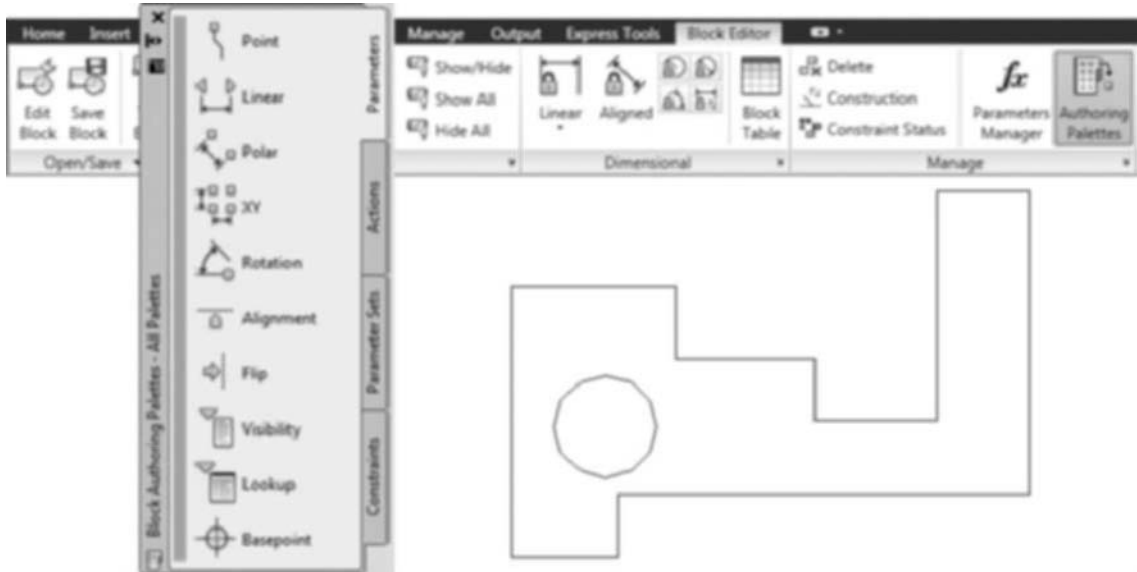 Home Insert
Manage Output Express Tools Block Editor
Edit Block
Save Block
Open/Save
Block Authoring Palettes - All Palettes
Point
Linear
Polar
XY
Rotation
Alignment
Flip
Visibility
Lookup
Basepoint
Parameters
Actions
Parameter Sets
Constraints
Show/Hide
Show All
Hide All
Linear
Aligned
Block Table
Dimensional
Delete
Construction
Constraint Status
fx
Parameters Manager
Authoring Palettes
Manage